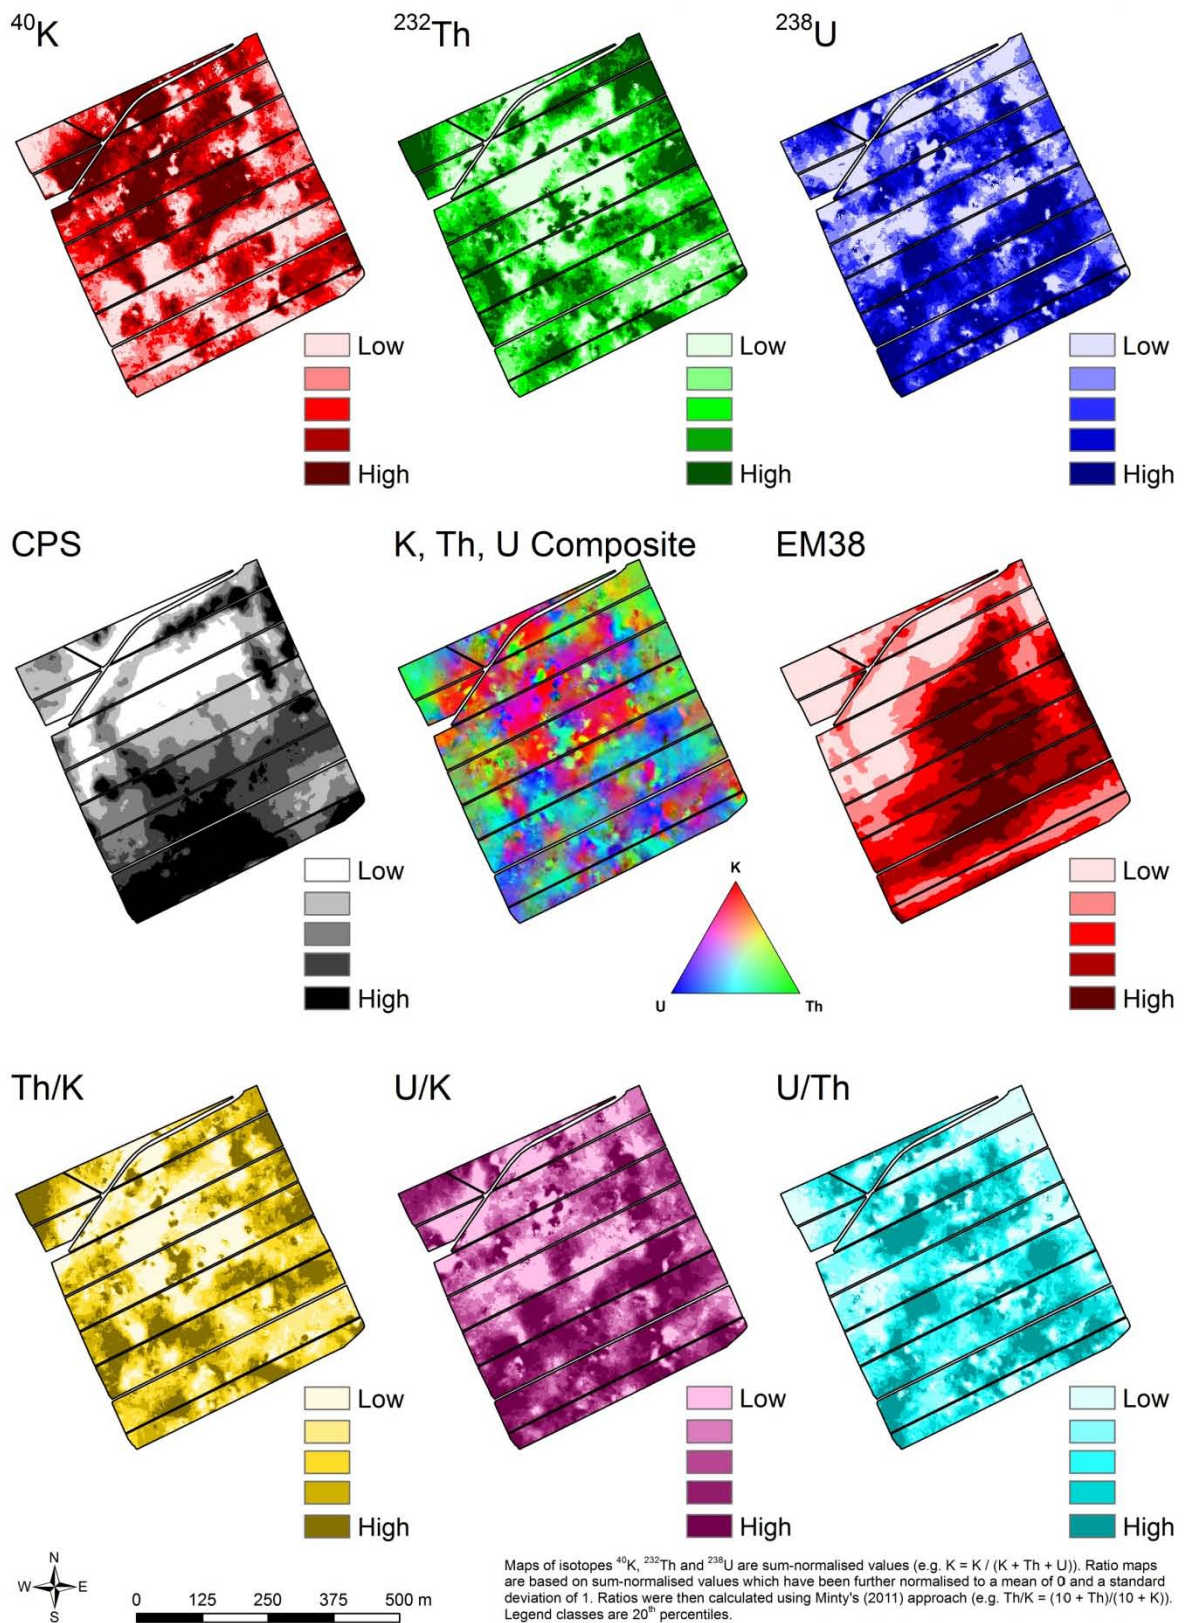 ⁴⁰K ²³²Th ²³⁸U
Low Low Low
High High High
CPS K, Th, U Composite EM38
Low K Low
High U Th High
Th/K U/K U/Th
Low Low Low
High High High
N
W E
S
0 125 250 375 500 m
Maps of isotopes ⁴⁰K, ²³²Th and ²³⁸U are sum-normalised values (e.g. K = K / (K + Th + U)). Ratio maps
are based on sum-normalised values which have been further normalised to a mean of 0 and a standard
deviation of 1. Ratios were then calculated using Minty's (2011) approach (e.g. Th/K = (10 + Th)/(10 + K)).
Legend classes are 20ᵗʰ percentiles.